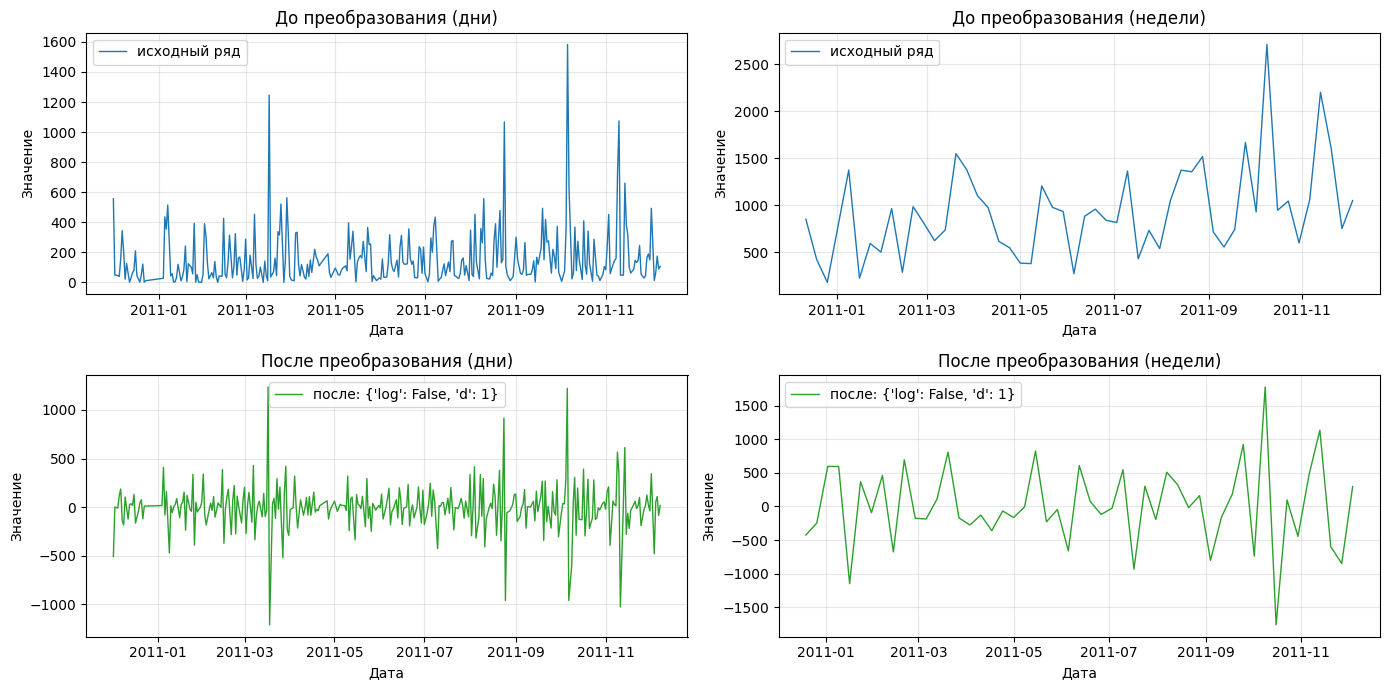 До преобразования (дни)
Значение
1600
1400
1200
1000
800
600
400
200
0
исходный ряд
2011-01 2011-03 2011-05 2011-07 2011-09 2011-11
Дата
До преобразования (недели)
Значение
2500
2000
1500
1000
500
исходный ряд
2011-01 2011-03 2011-05 2011-07 2011-09 2011-11
Дата
После преобразования (дни)
Значение
1000
500
0
−500
−1000
после: {'log': False, 'd': 1}
2011-01 2011-03 2011-05 2011-07 2011-09 2011-11
Дата
После преобразования (недели)
Значение
1500
1000
500
0
−500
−1000
−1500
после: {'log': False, 'd': 1}
2011-01 2011-03 2011-05 2011-07 2011-09 2011-11
Дата